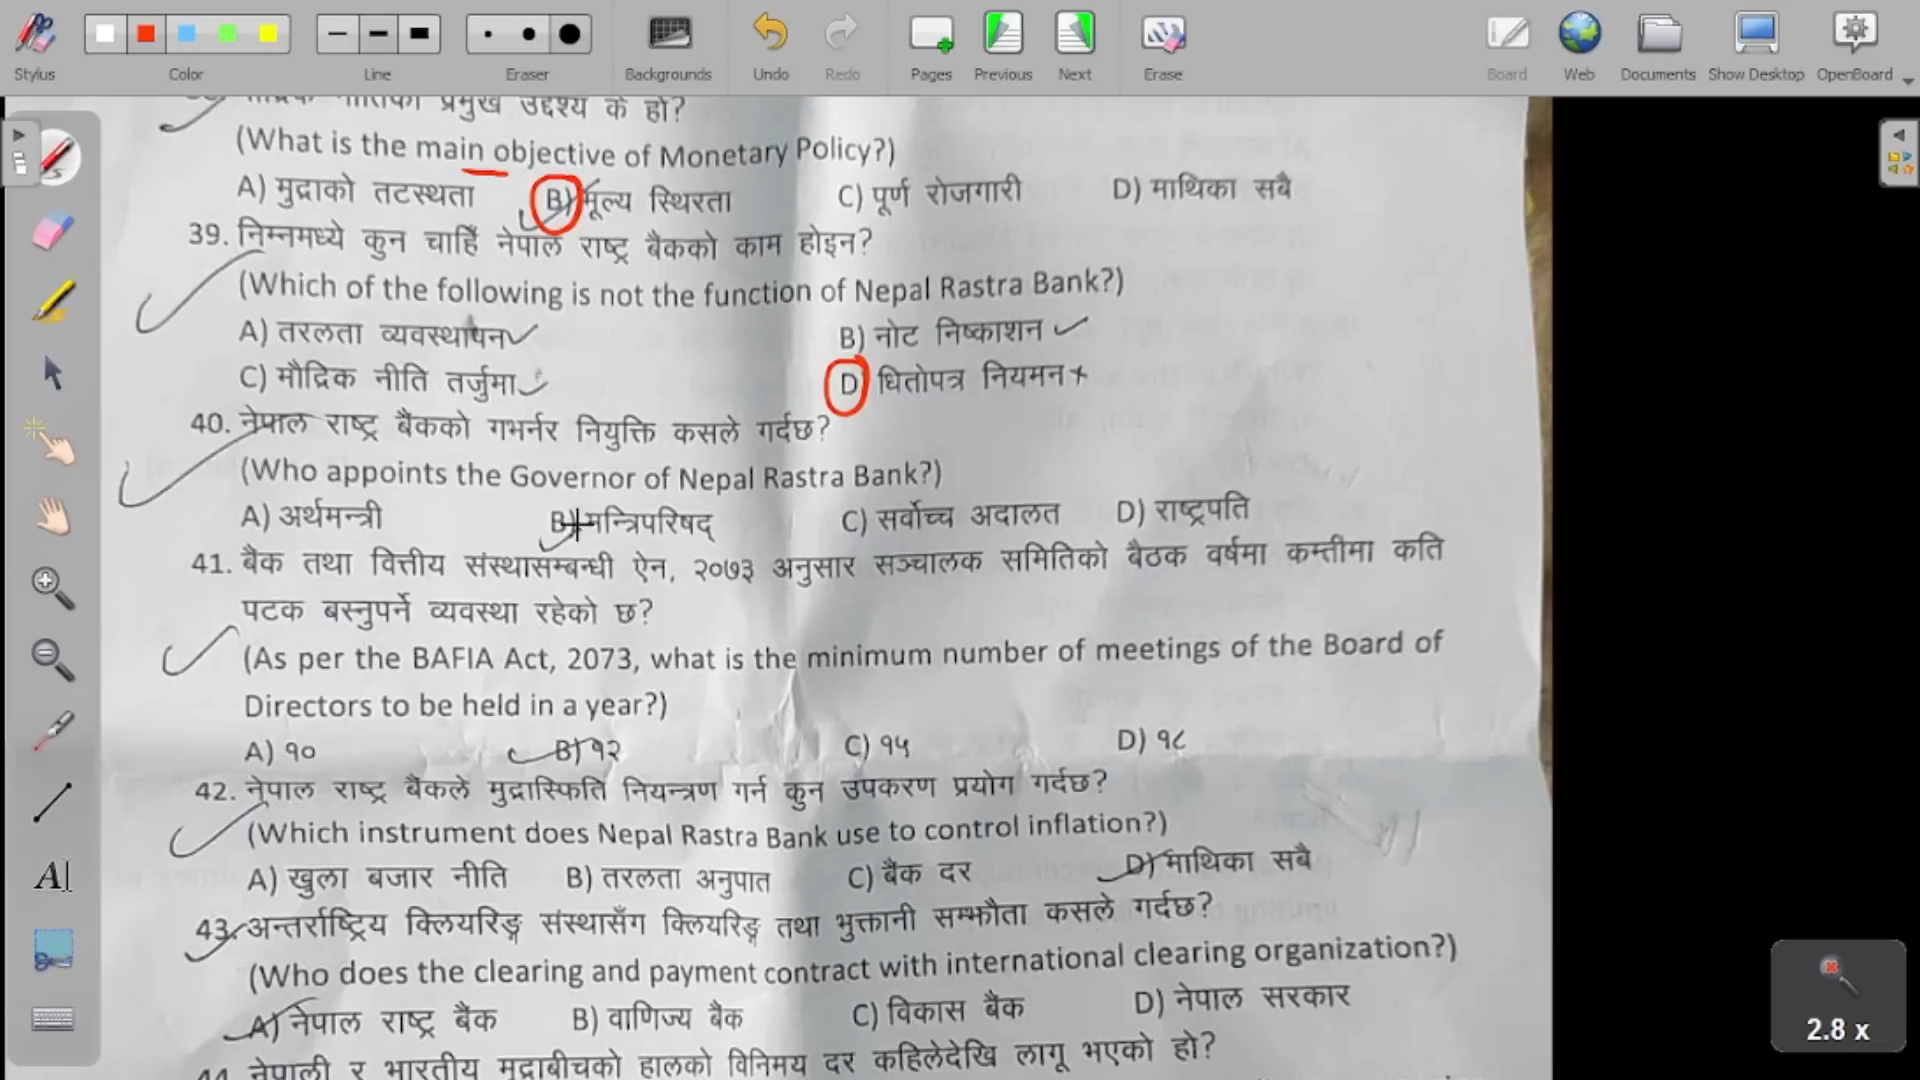 Stylus
Color
Line
Eraser
Backgrounds
Undo
Redo
Pages
Previous
Next
Erase
Board
Web
Documents
Show Desktop
OpenBoard
प्रमुख उद्देश्य के हो?
(What is the main objective of Monetary Policy?)
A) मुद्राको तटस्थता B) मूल्य स्थिरता C) पूर्ण रोजगारी D) माथिका सबै
39. निम्नमध्ये कुन चाहिँ नेपाल राष्ट्र बैंकको काम होइन?
(Which of the following is not the function of Nepal Rastra Bank?)
A) तरलता व्यवस्थापन B) नोट निष्काशन
C) मौद्रिक नीति तर्जुमा D) धितोपत्र नियमन
40. नेपाल राष्ट्र बैंकको गभर्नर नियुक्ति कसले गर्दछ?
(Who appoints the Governor of Nepal Rastra Bank?)
A) अर्थमन्त्री B) मन्त्रिपरिषद् C) सर्वोच्च अदालत D) राष्ट्रपति
41. बैंक तथा वित्तीय संस्थासम्बन्धी ऐन, २०७३ अनुसार सञ्चालक समितिको बैठक वर्षमा कम्तीमा कति
पटक बस्नुपर्ने व्यवस्था रहेको छ?
(As per the BAFIA Act, 2073, what is the minimum number of meetings of the Board of
Directors to be held in a year?)
A) १० B) १२ C) १५ D) १८
42. नेपाल राष्ट्र बैंकले मुद्रास्फिति नियन्त्रण गर्न कुन उपकरण प्रयोग गर्दछ?
(Which instrument does Nepal Rastra Bank use to control inflation?)
A) खुला बजार नीति B) तरलता अनुपात C) बैंक दर D) माथिका सबै
43. अन्तर्राष्ट्रिय क्लियरिङ्ग संस्थासँग क्लियरिङ्ग तथा भुक्तानी सम्झौता कसले गर्दछ?
(Who does the clearing and payment contract with international clearing organization?)
A) नेपाल राष्ट्र बैंक B) वाणिज्य बैंक C) विकास बैंक D) नेपाल सरकार
44. नेपाली र भारतीय मुद्राबीचको हालको विनिमय दर कहिलेदेखि लागू भएको हो?
2.8 x